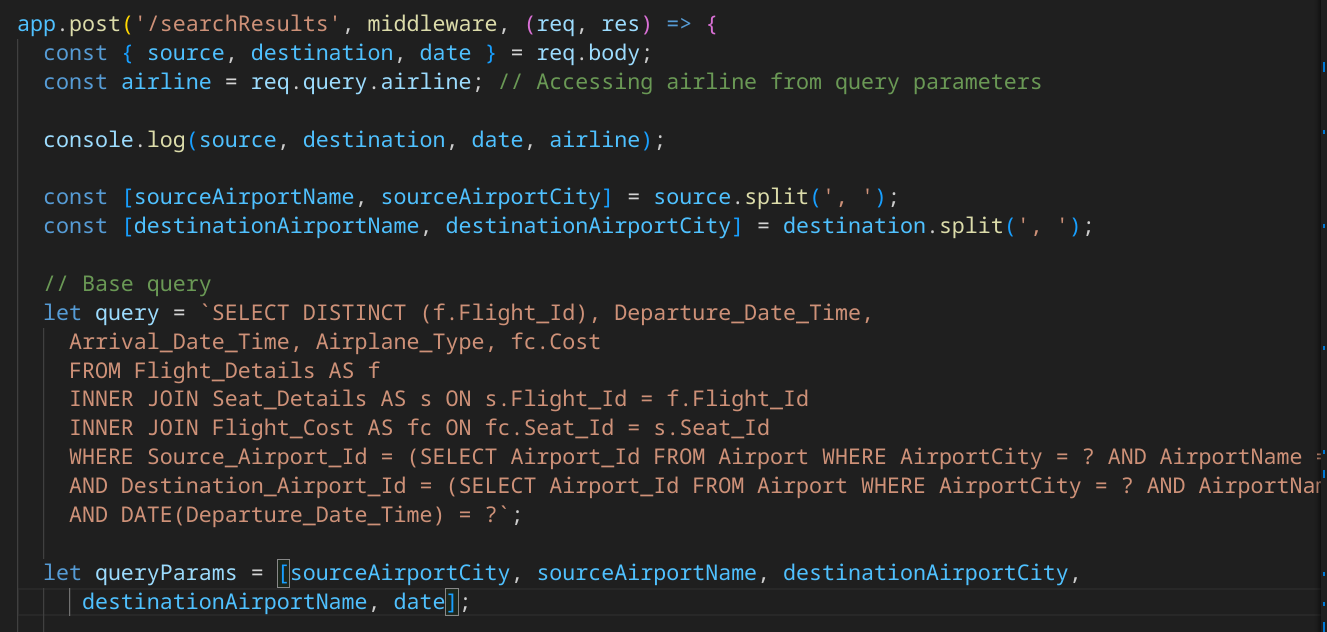 app.post('/searchResults', middleware, (req, res) => {
const { source, destination, date } = req.body;
const airline = req.query.airline; // Accessing airline from query parameters
console.log(source, destination, date, airline);
const [sourceAirportName, sourceAirportCity] = source.split(', ');
const [destinationAirportName, destinationAirportCity] = destination.split(', ');
// Base query
let query = `SELECT DISTINCT (f.Flight_Id), Departure_Date_Time,
Arrival_Date_Time, Airplane_Type, fc.Cost
FROM Flight_Details AS f
INNER JOIN Seat_Details AS s ON s.Flight_Id = f.Flight_Id
INNER JOIN Flight_Cost AS fc ON fc.Seat_Id = s.Seat_Id
WHERE Source_Airport_Id = (SELECT Airport_Id FROM Airport WHERE AirportCity = ? AND AirportName =
AND Destination_Airport_Id = (SELECT Airport_Id FROM Airport WHERE AirportCity = ? AND
AND DATE(Departure_Date_Time) = ?`;
let queryParams = [sourceAirportCity, sourceAirportName, destinationAirportCity,
destinationAirportName, date];